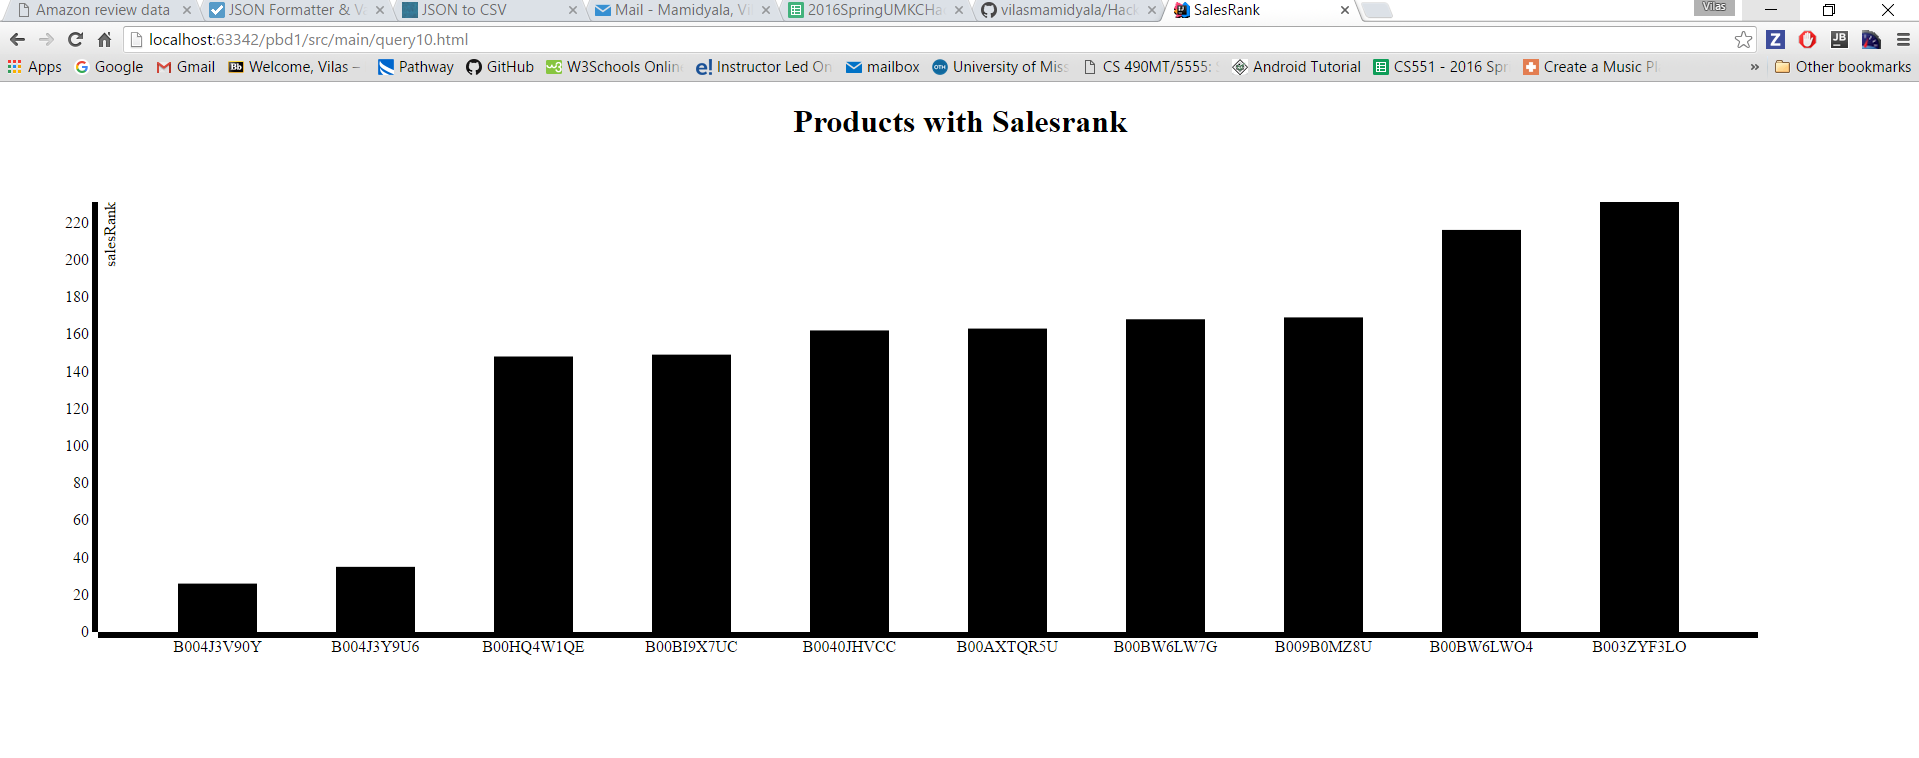 Amazon review data
JSON Formatter & Va
JSON to CSV
Mail - Mamidyala, Vi
2016SpringUMKCHa
vilasmamidyala/Hack
SalesRank
Vilas
localhost:63342/pbd1/src/main/query10.html
Apps
Google
Gmail
Bb
Welcome, Vilas –
Pathway
GitHub
W3Schools Onlin
e!
Instructor Led On
mailbox
University of Miss
CS 490MT/5555:
Android Tutorial
CS551 - 2016 Spr
Create a Music Pl
»
Other bookmarks
Products with Salesrank
salesRank
220
200
180
160
140
120
100
80
60
40
20
0
B004J3V90Y B004J3Y9U6 B00HQ4W1QE B00BI9X7UC B0040JHVCC B00AXTQR5U B00BW6LW7G B009B0MZ8U B00BW6LWO4 B003ZYF3LO